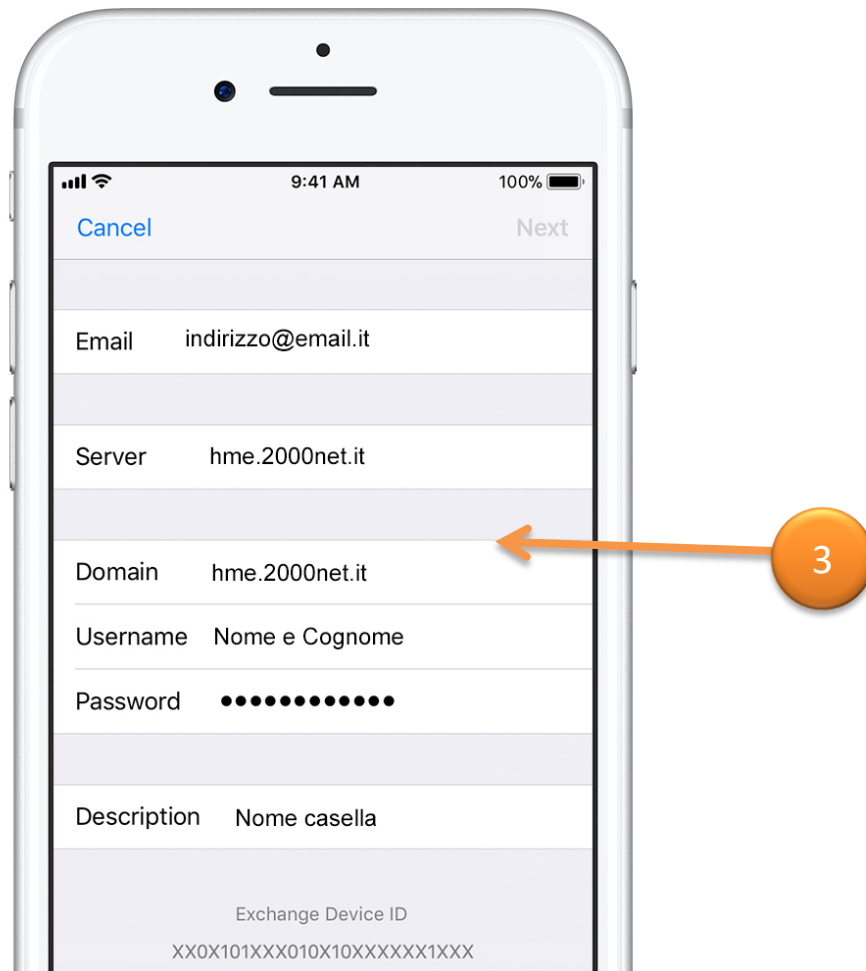 9:41 AM 100%
Cancel Next
Email indirizzo@email.it
Server hme.2000net.it
Domain hme.2000net.it
3
Username Nome e Cognome
Password ●●●●●●●●●●●●
Description Nome casella
Exchange Device ID
XX0X101XXX010X10XXXXXX1XXX